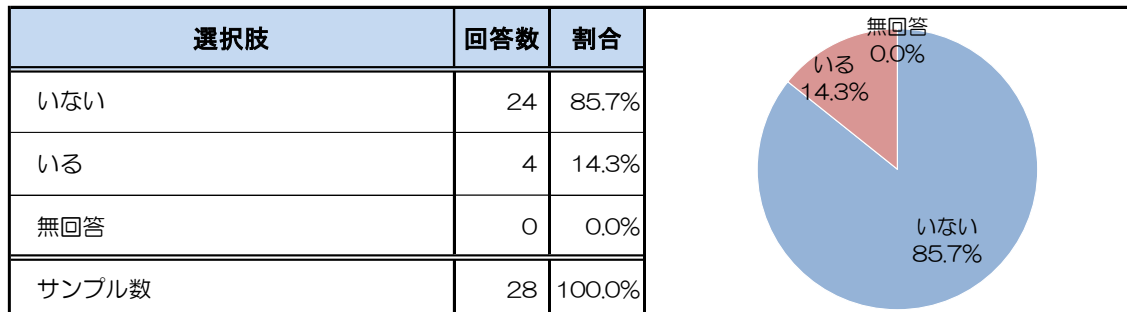 選択肢 回答数 割合
いない 24 85.7%
いる 4 14.3%
無回答 0 0.0%
サンプル数 28 100.0%
無回答
0.0%
いる
14.3%
いない
85.7%